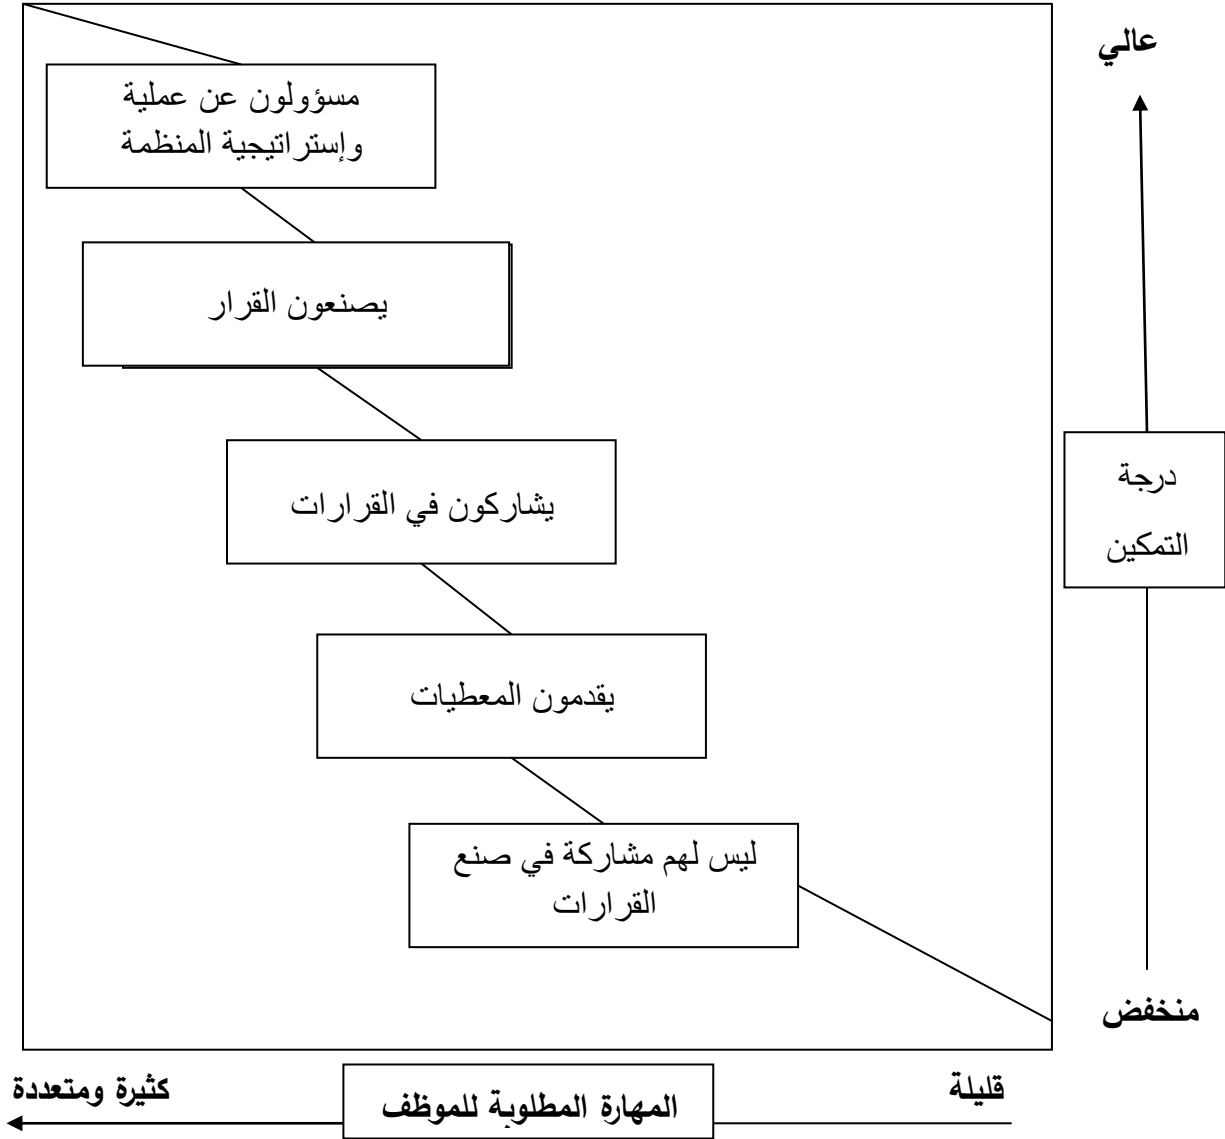 عالي
مسؤولون عن عملية
وإستراتيجية المنظمة
يصنعون القرار
درجة
التمكين
يشاركون في القرارات
يقدمون المعطيات
ليس لهم مشاركة في صنع
القرارات
منخفض
قليلة
المهارة المطلوبة للموظف
كثيرة ومتعددة